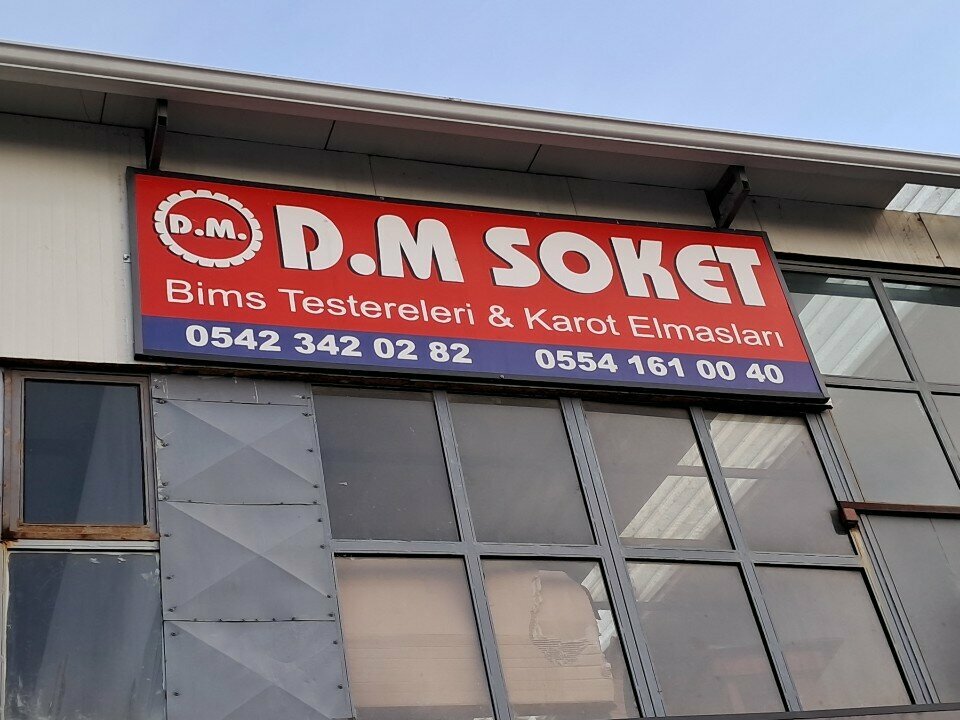 D.M.
D.M SOKET
Bims Testereleri & Karot Elmasları
0542 342 02 82 0554 161 00 40